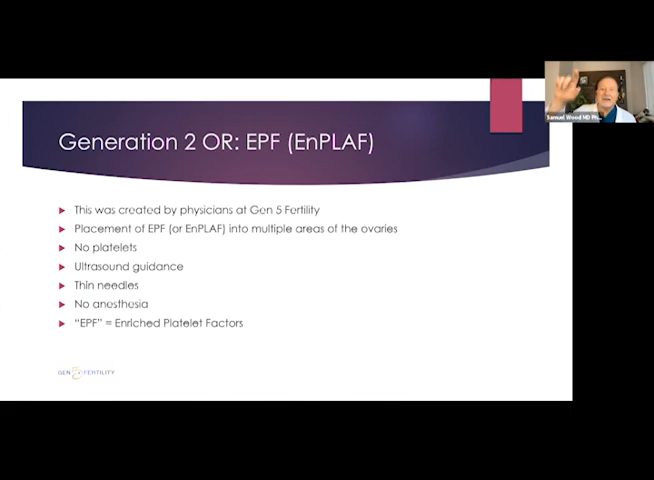 Generation 2 OR: EPF (EnPLAF)
This was created by physicians at Gen 5 Fertility
Placement of EPF (or EnPLAF) into multiple areas of the ovaries
No platelets
Ultrasound guidance
Thin needles
No anesthesia
“EPF” = Enriched Platelet Factors
GEN 5 FERTILITY
Samuel Wood MD Ph